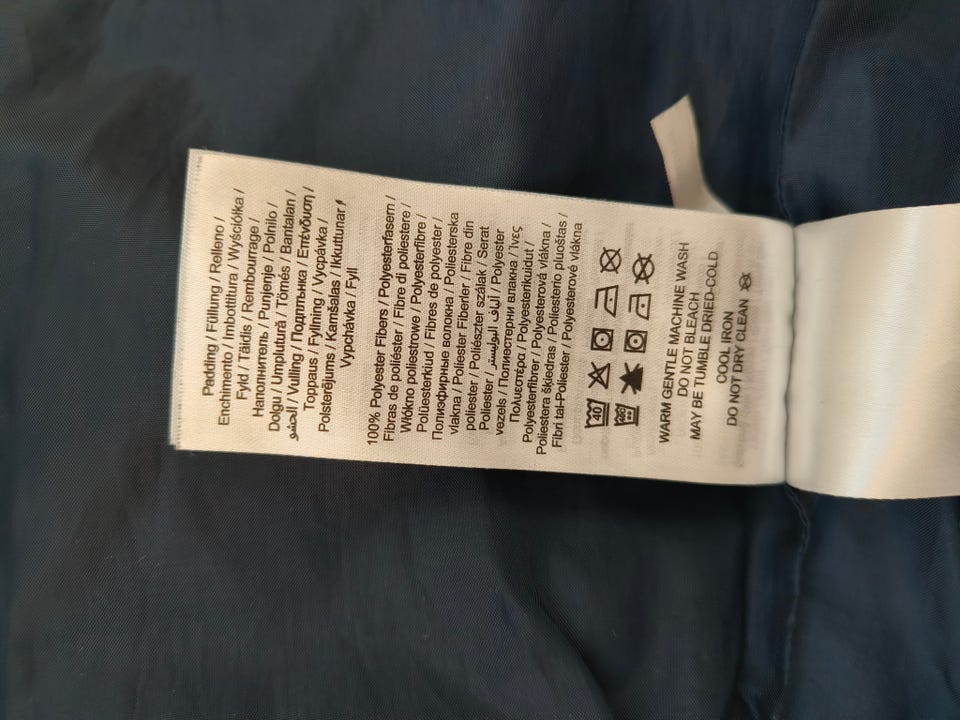 Padding / Füllung / Relleno /
Enchimento / Imbottitura / Wyściółka /
Fyld / Täidis / Rembourrage /
Наполнитель / Punjenje / Polnilo /
Dolgu / Umplutură / Tömés / Bantalan /
الحشو / Vulling / Подплънка / Επένδυση /
Toppaus / Fyllning / Vycpávka /
Polsterējums / Kamšalas / Ikkuttunar /
Vypchávka / Fyll
100% Polyester Fibers / Polyesterfasern /
Fibras de poliéster / Fibre di poliestere /
Włókno poliestrowe / Polyesterfibre /
Polüesterkiud / Fibres de polyester /
Полиэфирные волокна / Poliesterska
vlakna / Poliester Fiberler / Fibre din
poliester / Poliészter szálak / Serat
Poliester / ألياف البوليستر / Polyester
vezels / Полиестерни влакна / Ίνες
Πολυεστέρα / Polyesterikuidut /
Polyesterfibrer / Polyesterová vlákna /
Poliestera šķiedras / Poliesterio pluoštas /
Fibri tal-Poliester / Polyesterové vlákna
40
WARM GENTLE MACHINE WASH
DO NOT BLEACH
MAY BE TUMBLE DRIED-COLD
COOL IRON
DO NOT DRY CLEAN